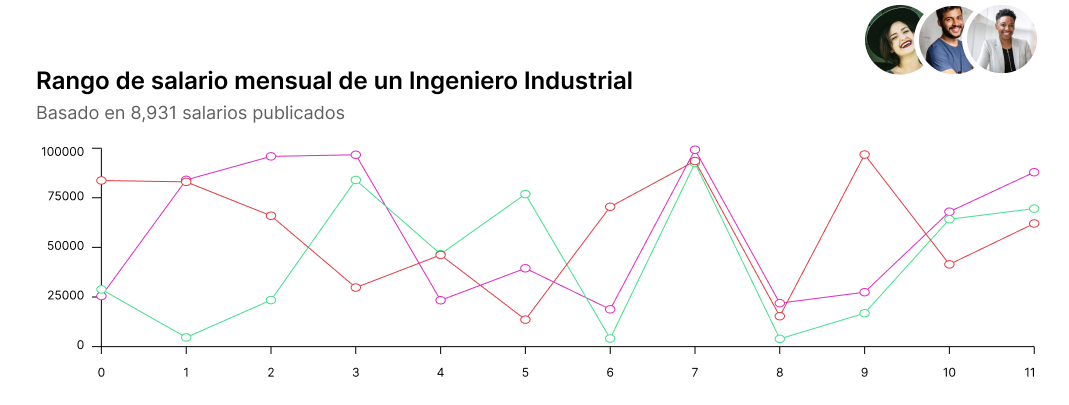 Rango de salario mensual de un Ingeniero Industrial
Basado en 8,931 salarios publicados
100000
75000
50000
25000
0
0 1 2 3 4 5 6 7 8 9 10 11